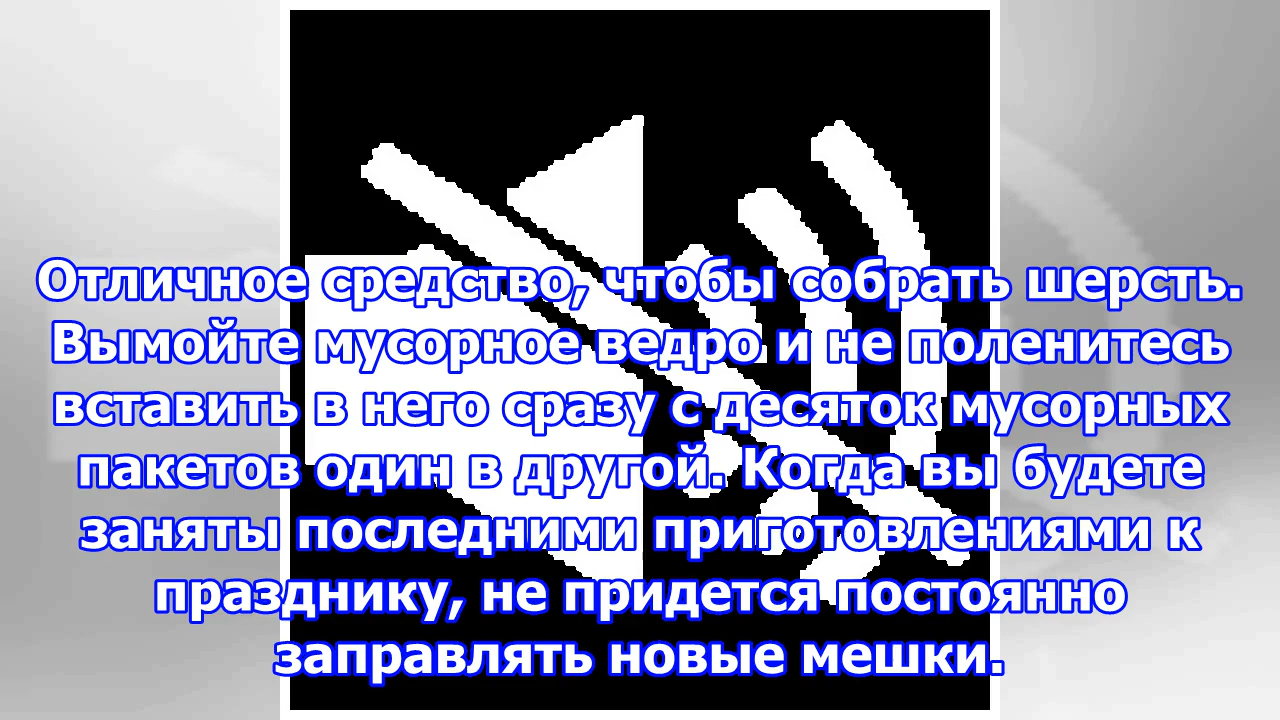 Отличное средство, чтобы собрать шерсть.
Вымойте мусорное ведро и не поленитесь
вставить в него сразу с десяток мусорных
пакетов один в другой. Когда вы будете
заняты последними приготовлениями к
празднику, не придется постоянно
заправлять новые мешки.